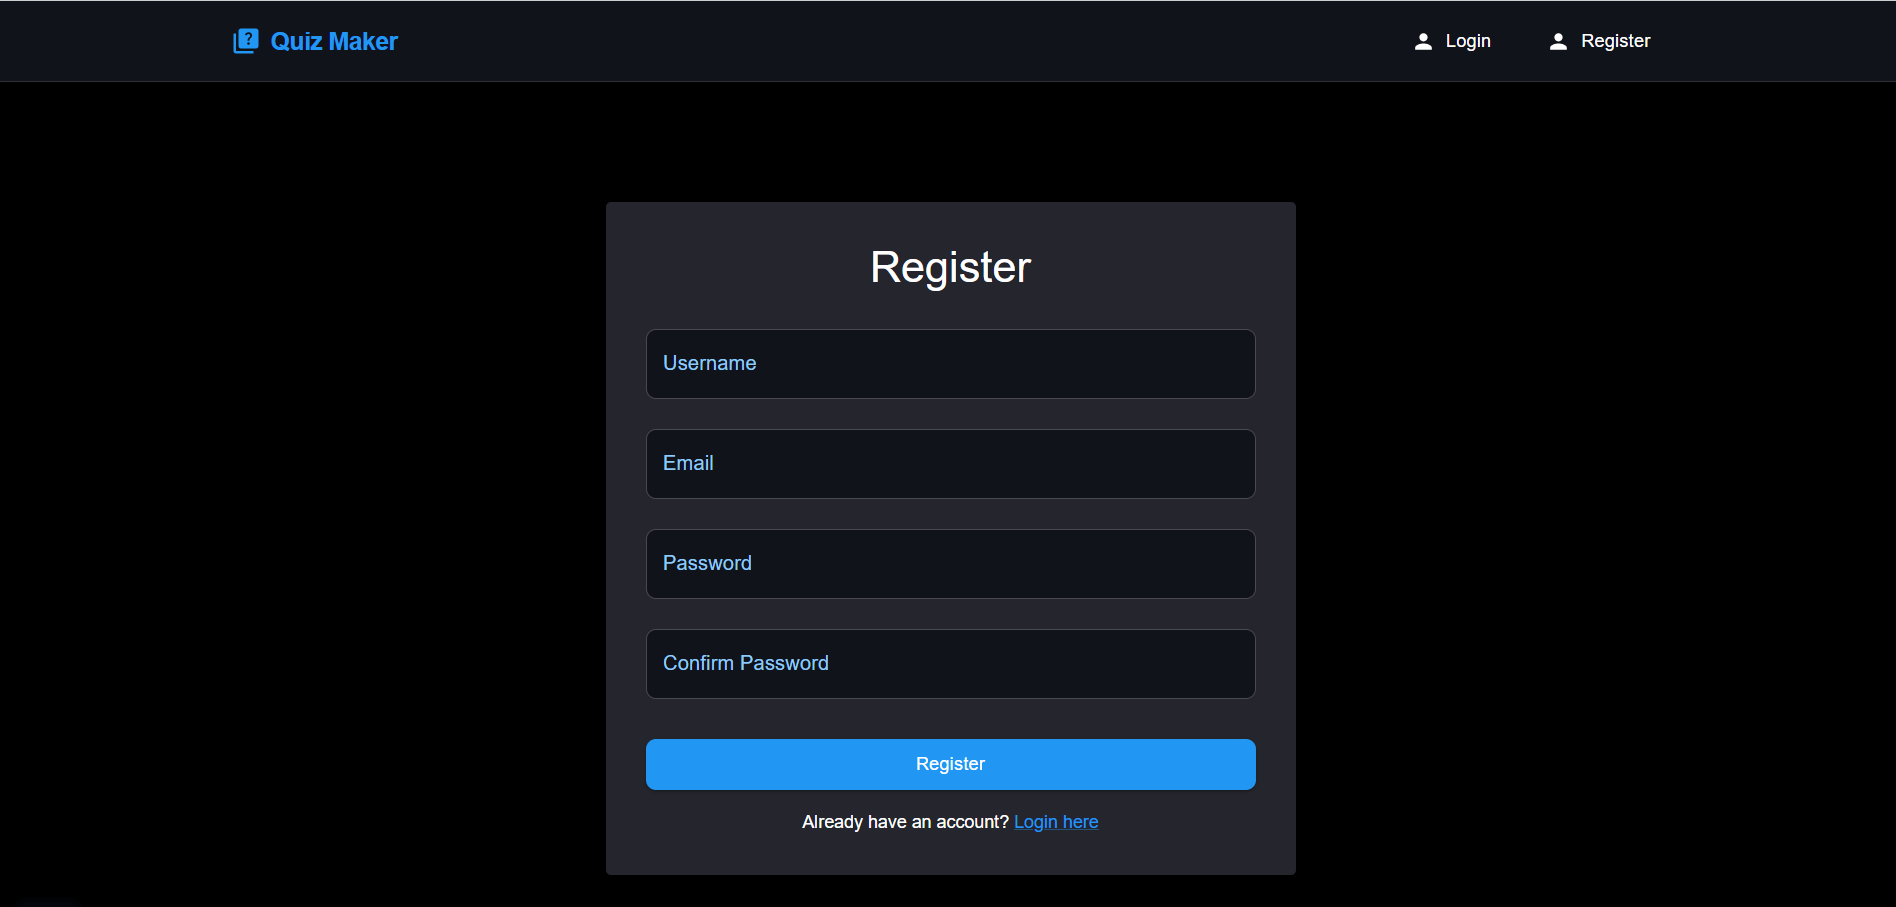 Quiz Maker
Login
Register
Register
Username
Email
Password
Confirm Password
Register
Already have an account? Login here